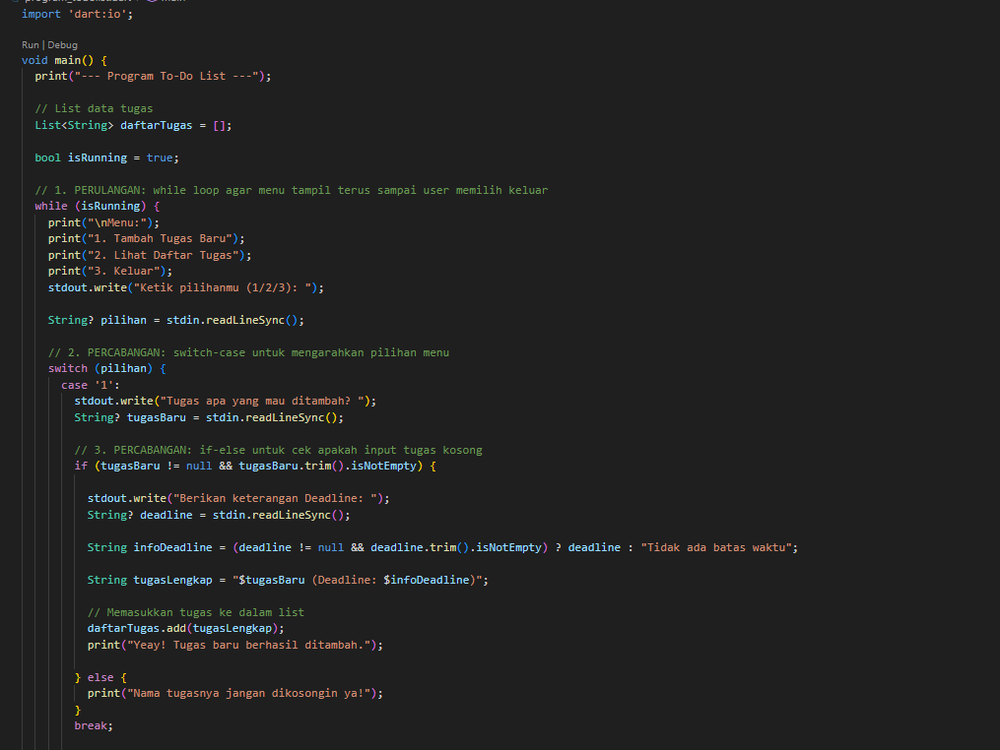 import 'dart:io';
Run | Debug
void main() {
print("--- Program To-Do List ---");
// List data tugas
List<String> daftarTugas = [];
bool isRunning = true;
// 1. PERULANGAN: while loop agar menu tampil terus sampai user memilih keluar
while (isRunning) {
print("\nMenu:");
print("1. Tambah Tugas Baru");
print("2. Lihat Daftar Tugas");
print("3. Keluar");
stdout.write("Ketik pilihanmu (1/2/3): ");
String? pilihan = stdin.readLineSync();
// 2. PERCABANGAN: switch-case untuk mengarahkan pilihan menu
switch (pilihan) {
case '1':
stdout.write("Tugas apa yang mau ditambah? ");
String? tugasBaru = stdin.readLineSync();
// 3. PERCABANGAN: if-else untuk cek apakah input tugas kosong
if (tugasBaru != null && tugasBaru.trim().isNotEmpty) {
stdout.write("Berikan keterangan Deadline: ");
String? deadline = stdin.readLineSync();
String infoDeadline = (deadline != null && deadline.trim().isNotEmpty) ? deadline : "Tidak ada batas waktu";
String tugasLengkap = "$tugasBaru (Deadline: $infoDeadline)";
// Memasukkan tugas ke dalam list
daftarTugas.add(tugasLengkap);
print("Yeay! Tugas baru berhasil ditambah.");
} else {
print("Nama tugasnya jangan dikosongin ya!");
}
break;